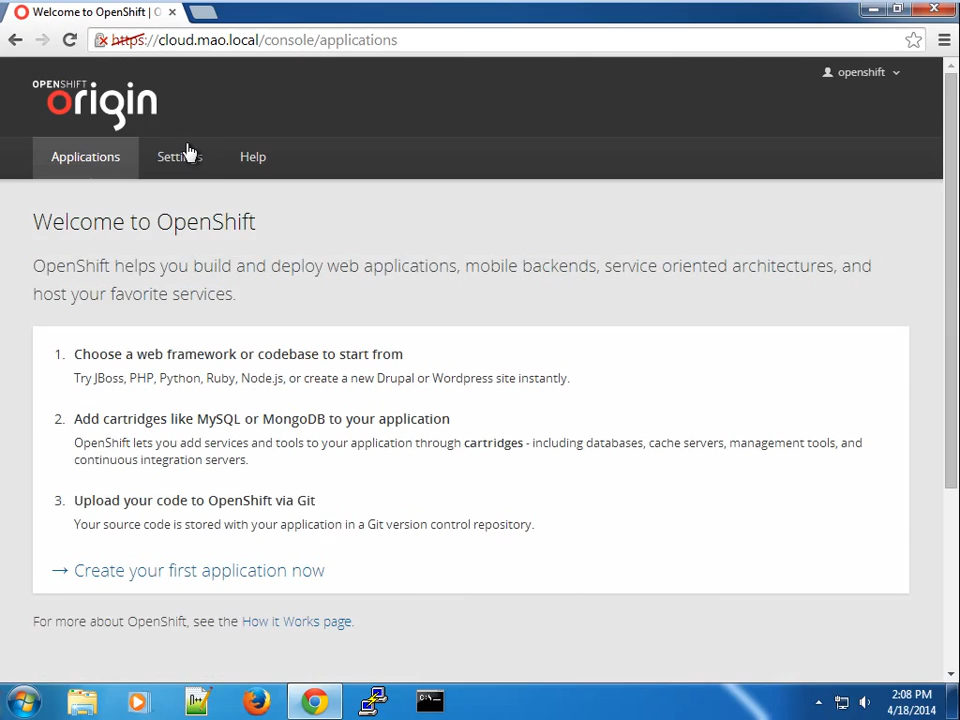 Welcome to OpenShift | O
https://cloud.mao.local/console/applications
OPENSHIFT
origin
openshift
Applications
Settings
Help
Welcome to OpenShift
OpenShift helps you build and deploy web applications, mobile backends, service oriented architectures, and
host your favorite services.
1. Choose a web framework or codebase to start from
Try JBoss, PHP, Python, Ruby, Node.js, or create a new Drupal or Wordpress site instantly.
2. Add cartridges like MySQL or MongoDB to your application
OpenShift lets you add services and tools to your application through cartridges - including databases, cache servers, management tools, and
continuous integration servers.
3. Upload your code to OpenShift via Git
Your source code is stored with your application in a Git version control repository.
→ Create your first application now
For more about OpenShift, see the How it Works page.
2:08 PM
4/18/2014